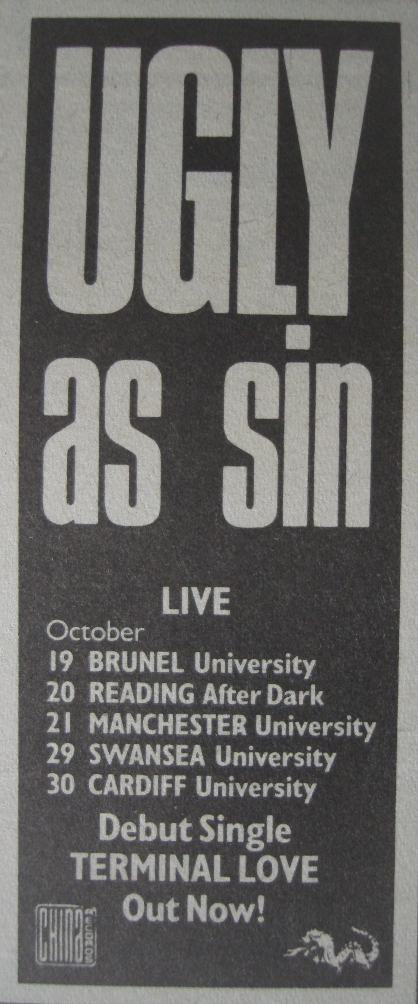 UGLY
as sin
LIVE
October
19 BRUNEL University
20 READING After Dark
21 MANCHESTER University
29 SWANSEA University
30 CARDIFF University
Debut Single
TERMINAL LOVE
Out Now!
CHINA